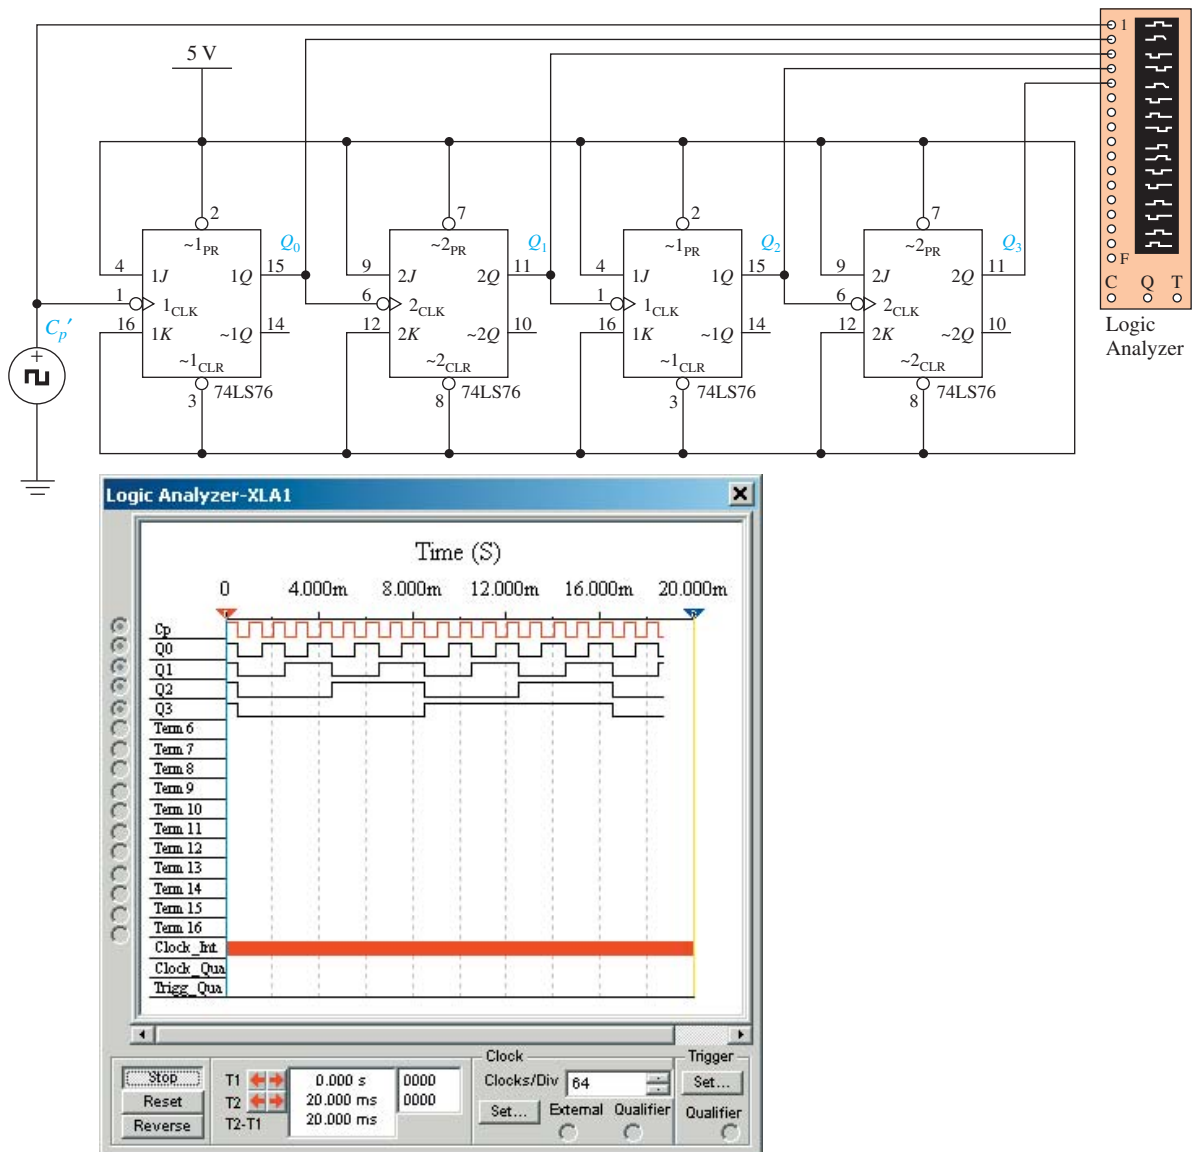 5 V
1
F
C Q T
Logic
Analyzer
2 7 2 7
~1PR ~2PR ~1PR ~2PR
Q0 Q1 Q2 Q3
4 1J 1Q 15 9 2J 2Q 11 4 1J 1Q 15 9 2J 2Q 11
1 1CLK 6 2CLK 1 1CLK 6 2CLK
Cp′
16 1K ~1Q 14 12 2K ~2Q 10 16 1K ~1Q 14 12 2K ~2Q 10
~1CLR ~2CLR ~1CLR ~2CLR
3 74LS76 8 74LS76 3 74LS76 8 74LS76
+
Logic Analyzer-XLA1
Time (S)
0 4.000m 8.000m 12.000m 16.000m 20.000m
Cp
Q0
Q1
Q2
Q3
Term 6
Term 7
Term 8
Term 9
Term 10
Term 11
Term 12
Term 13
Term 14
Term 15
Term 16
Clock_Int
Clock_Qua
Trigg_Qua
Stop
Reset
Reverse
T1 0.000 s 0000
T2 20.000 ms 0000
T2-T1 20.000 ms
Clock
Clocks/Div 64
Set... External Qualifier
Trigger
Set...
Qualifier